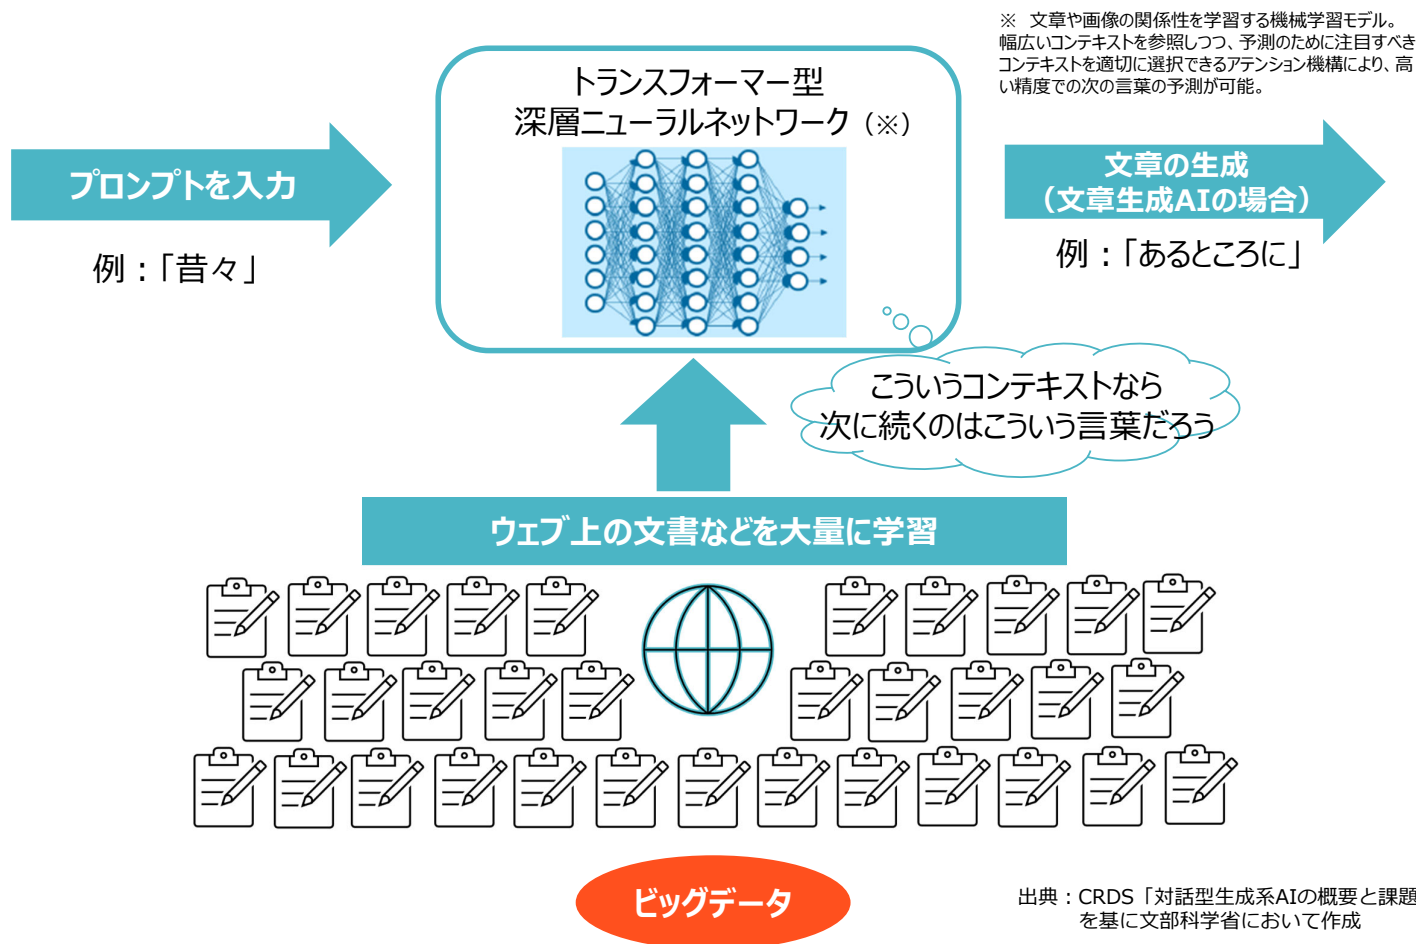 ※　文章や画像の関係性を学習する機械学習モデル。
幅広いコンテキストを参照しつつ、予測のために注目すべき
コンテキストを適切に選択できるアテンション機構により、高
い精度での次の言葉の予測が可能。
トランスフォーマー型
深層ニューラルネットワーク（※）
プロンプトを入力
例：「昔々」
文章の生成
（文章生成AIの場合）
例：「あるところに」
こういうコンテキストなら
次に続くのはこういう言葉だろう
ウェブ上の文書などを大量に学習
ビッグデータ
出典：CRDS「対話型生成系AIの概要と課題
を基に文部科学省において作成